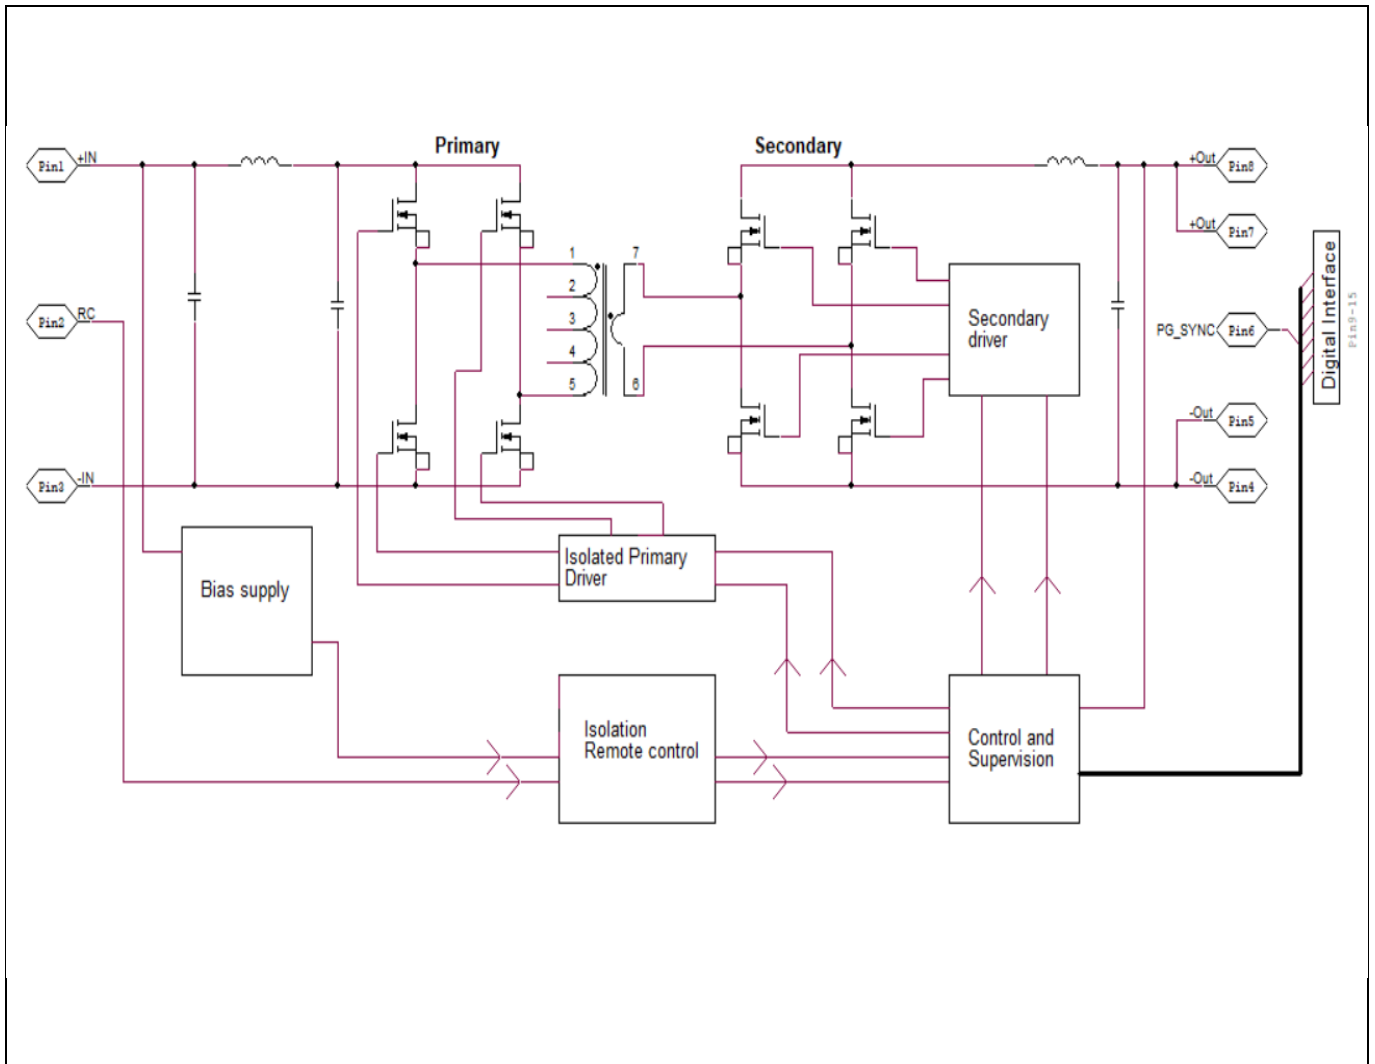 Primary
Secondary
Pin1
+IN
+Out
Pin8
+Out
Pin7
1
7
2
3
4
5
6
Secondary
driver
Pin2
RC
PG_SYNC
Pin6
Digital Interface
Pin9-15
-Out
Pin5
Pin3
-IN
-Out
Pin4
Isolated Primary
Driver
Bias supply
Isolation
Remote control
Control and
Supervision